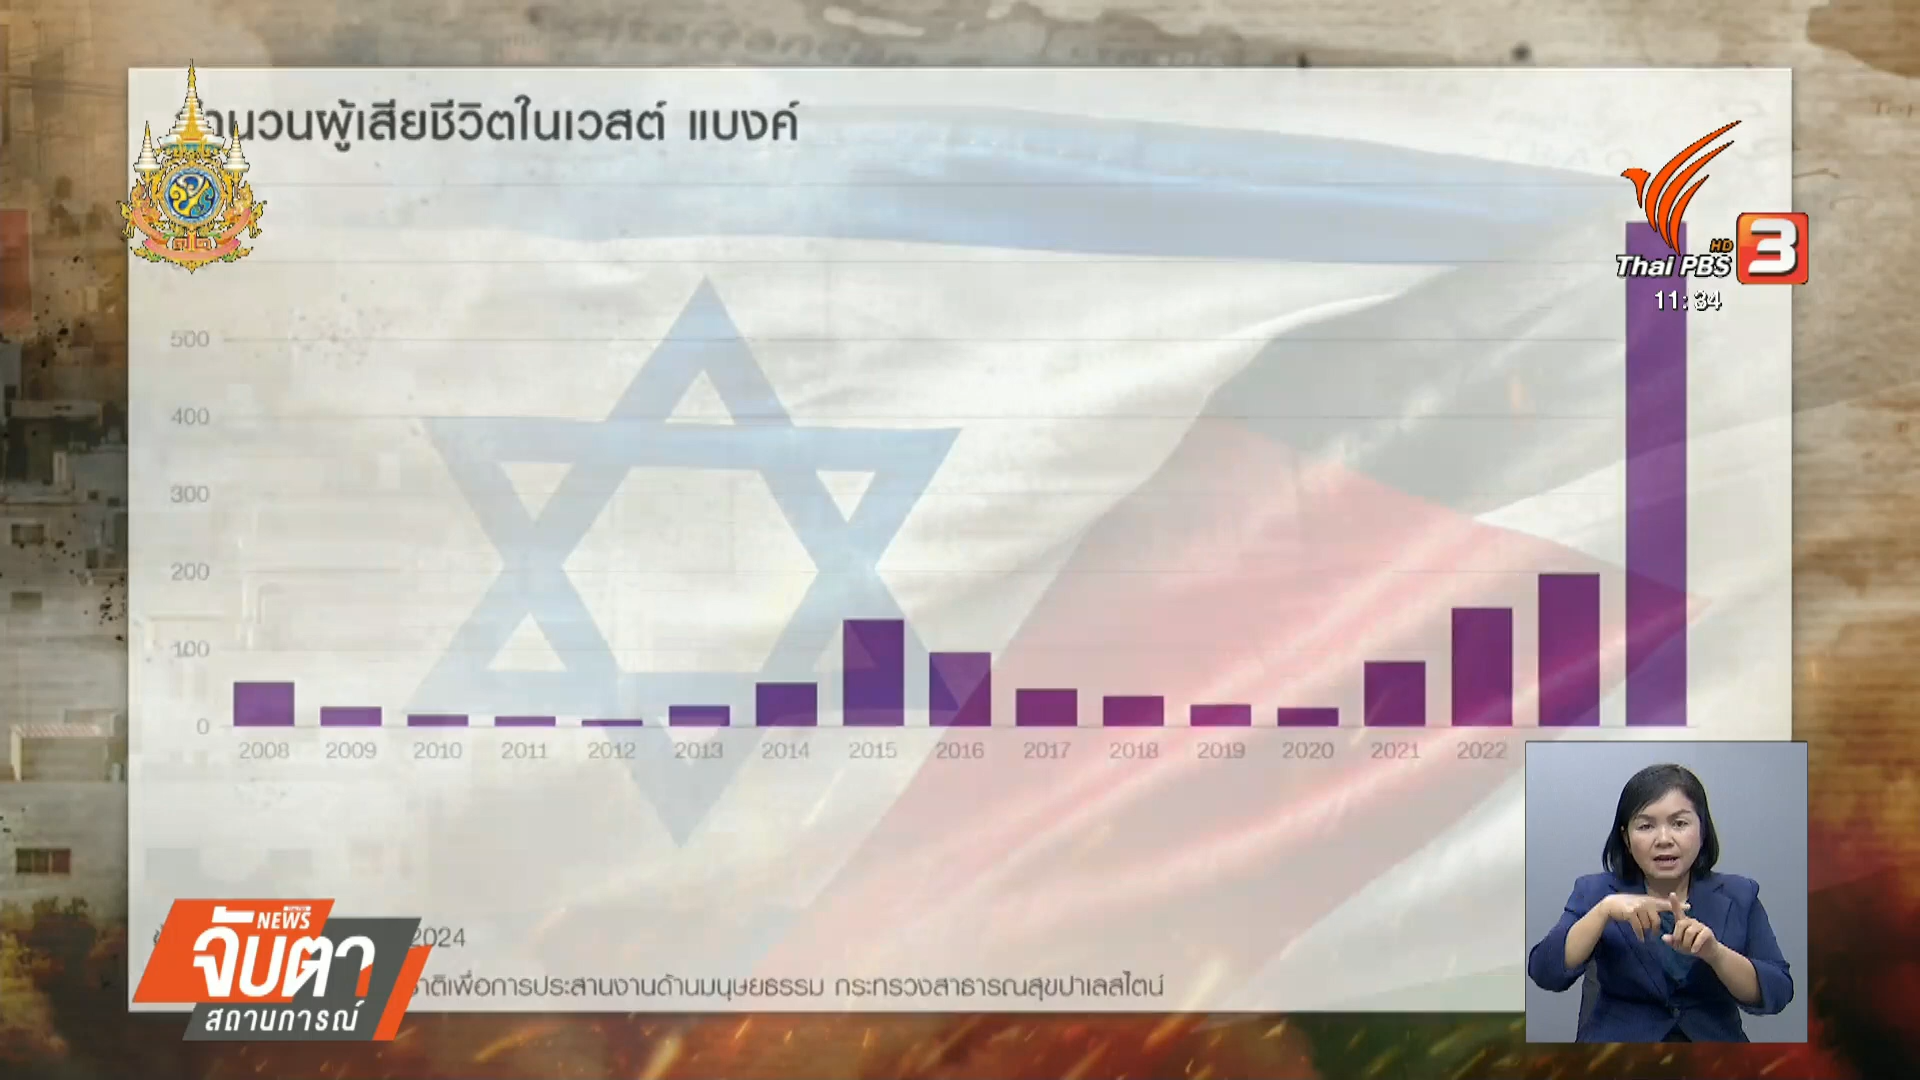 จำนวนผู้เสียชีวิตในเวสต์ แบงค์
HD
Thai PBS 3
11:34
500
400
300
200
100
0
2008 2009 2010 2011 2012 2013 2014 2015 2016 2017 2018 2019 2020 2021 2022
2024
NEWS
จับตา
สถานการณ์
ชาติเพื่อการประสานงานด้านมนุษยธรรม กระทรวงสาธารณสุขปาเลสไตน์